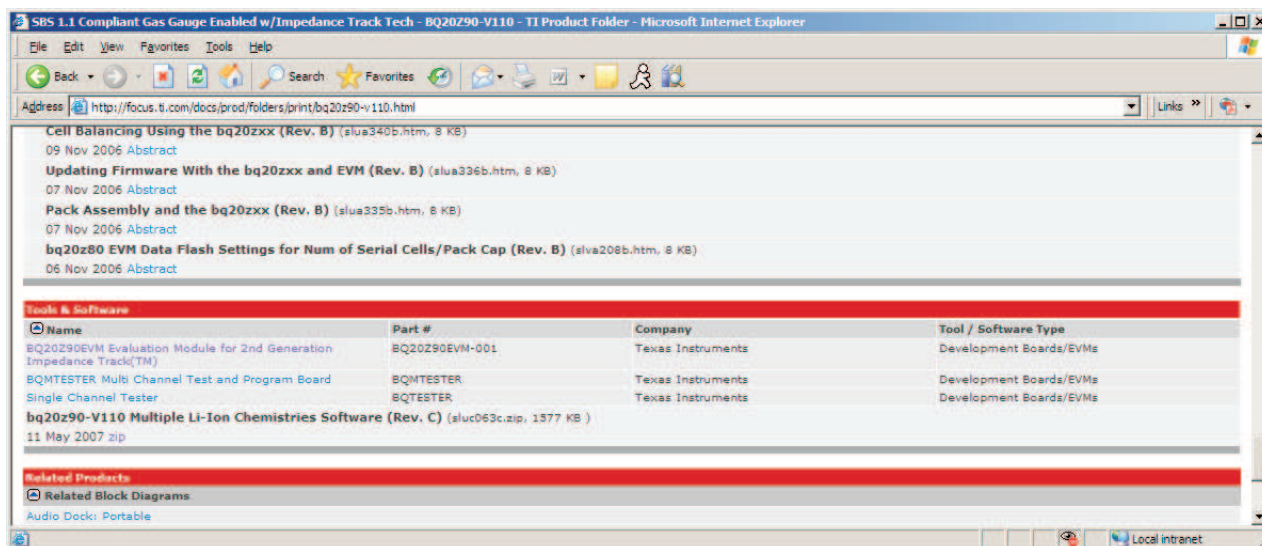 SBS 1.1 Compliant Gas Gauge Enabled w/Impedance Track Tech - BQ20Z90-V110 - TI Product Folder - Microsoft Internet Explorer
File Edit View Favorites Tools Help
Back Search Favorites
Address http://focus.ti.com/docs/prod/folders/print/bq20z90-v110.html Links »
Cell Balancing Using the bq20zxx (Rev. B) (slua340b.htm, 8 KB)
09 Nov 2006 Abstract
Updating Firmware With the bq20zxx and EVM (Rev. B) (slua336b.htm, 8 KB)
07 Nov 2006 Abstract
Pack Assembly and the bq20zxx (Rev. B) (slua335b.htm, 8 KB)
07 Nov 2006 Abstract
bq20z80 EVM Data Flash Settings for Num of Serial Cells/Pack Cap (Rev. B) (slva208b.htm, 8 KB)
06 Nov 2006 Abstract
Tools & Software
Name Part # Company Tool / Software Type
BQ20Z90EVM Evaluation Module for 2nd Generation BQ20Z90EVM-001 Texas Instruments Development Boards/EVMs
Impedance Track(TM)
BQMTESTER Multi Channel Test and Program Board BQMTESTER Texas Instruments Development Boards/EVMs
Single Channel Tester BQTESTER Texas Instruments Development Boards/EVMs
bq20z90-V110 Multiple Li-Ion Chemistries Software (Rev. C) (sluc063c.zip, 1577 KB )
11 May 2007 zip
Related Products
Related Block Diagrams
Audio Dock: Portable
Local intranet